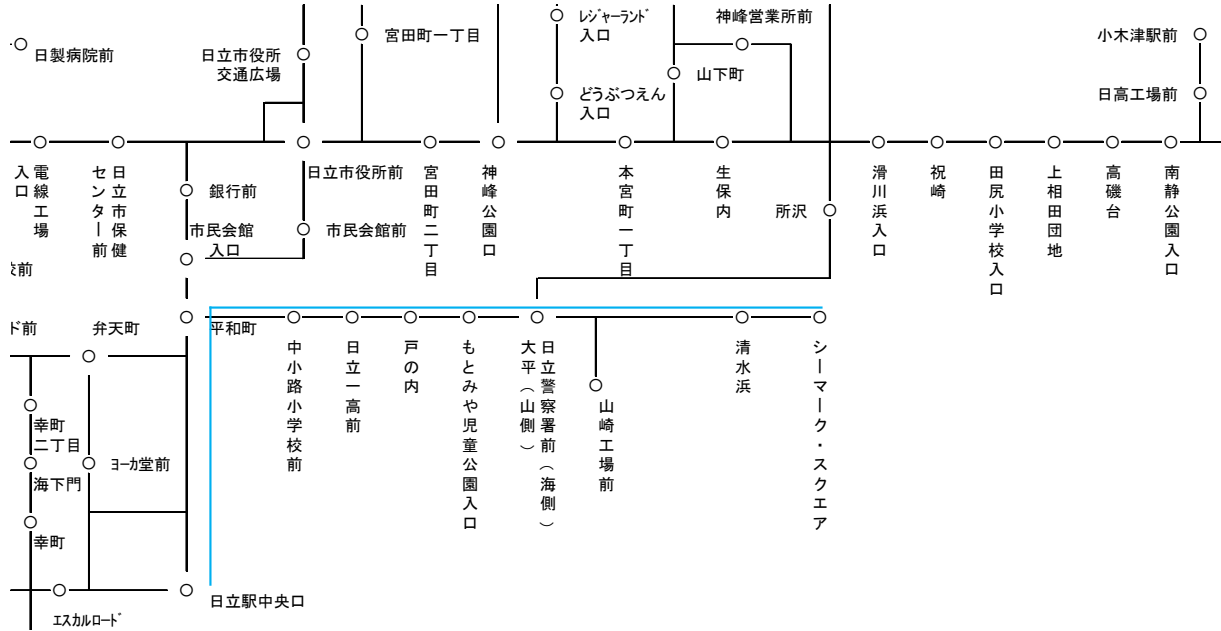 日製病院前
日立市役所
交通広場
宮田町一丁目
ﾚｼﾞｬｰﾗﾝﾄﾞ
入口
どうぶつえん
入口
神峰営業所前
山下町
小木津駅前
日高工場前
電線工場
入口
日立市保健
センター前
銀行前
日立市役所前
市民会館
入口
市民会館前
宮田町二丁目
神峰公園口
本宮町一丁目
生保内
所沢
滑川浜入口
祝崎
田尻小学校入口
上相田団地
高磯台
南静公園入口
校前
ド前
弁天町
平和町
中小路小学校前
日立一高前
戸の内
もとみや児童公園入口
日立警察署前（海側）
大平（山側）
山崎工場前
清水浜
シーマーク・スクエア
幸町
二丁目
海下門
ﾖｰｶ堂前
幸町
日立駅中央口
ｴｽｶﾙﾛｰﾄﾞ